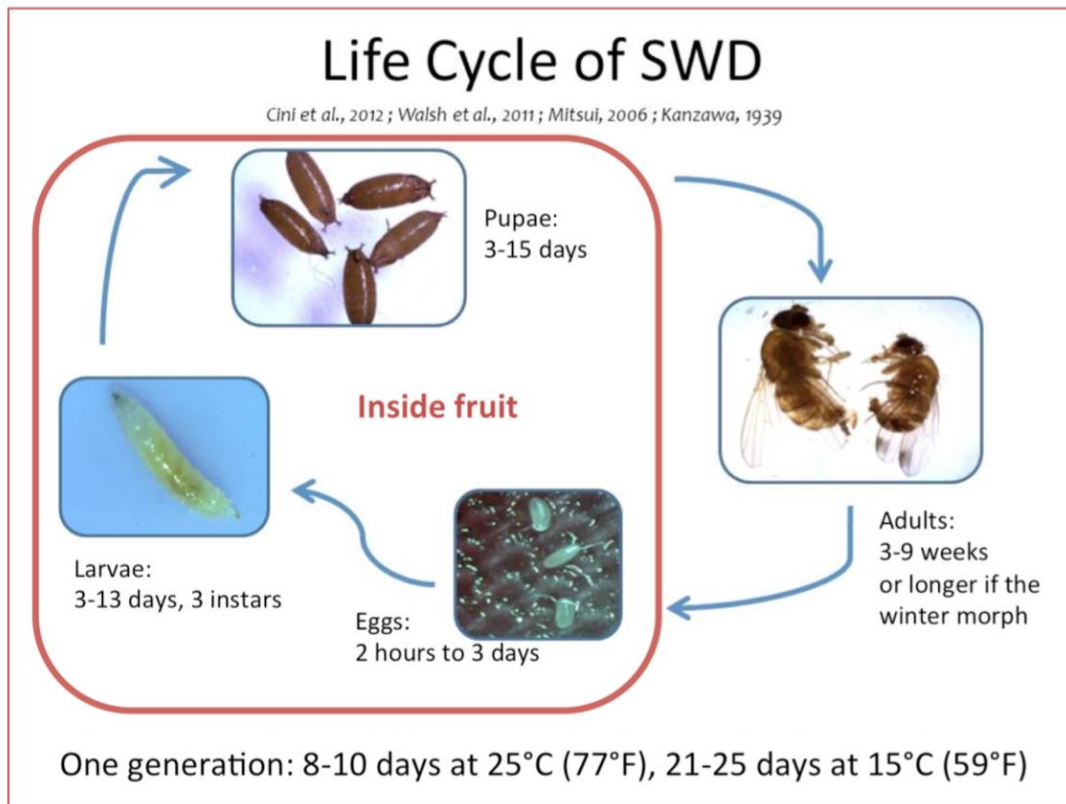 Life Cycle of SWD
Cini et al., 2012 ; Walsh et al., 2011 ; Mitsui, 2006 ; Kanzawa, 1939
Pupae:
3-15 days
Inside fruit
Larvae:
3-13 days, 3 instars
Eggs:
2 hours to 3 days
Adults:
3-9 weeks
or longer if the
winter morph
One generation: 8-10 days at 25°C (77°F), 21-25 days at 15°C (59°F)